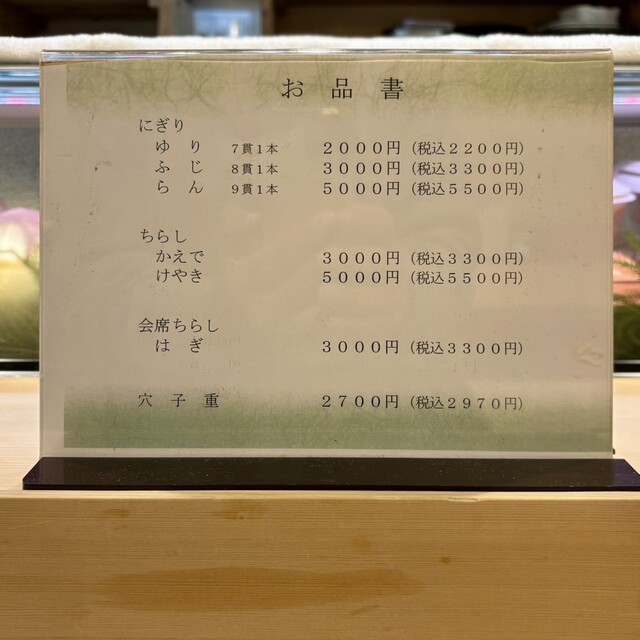 お品書
にぎり
ゆり ７貫１本 ２０００円（税込２２００円）
ふじ ８貫１本 ３０００円（税込３３００円）
らん ９貫１本 ５０００円（税込５５００円）
ちらし
かえで ３０００円（税込３３００円）
けやき ５０００円（税込５５００円）
会席ちらし
はぎ ３０００円（税込３３００円）
穴子重 ２７００円（税込２９７０円）